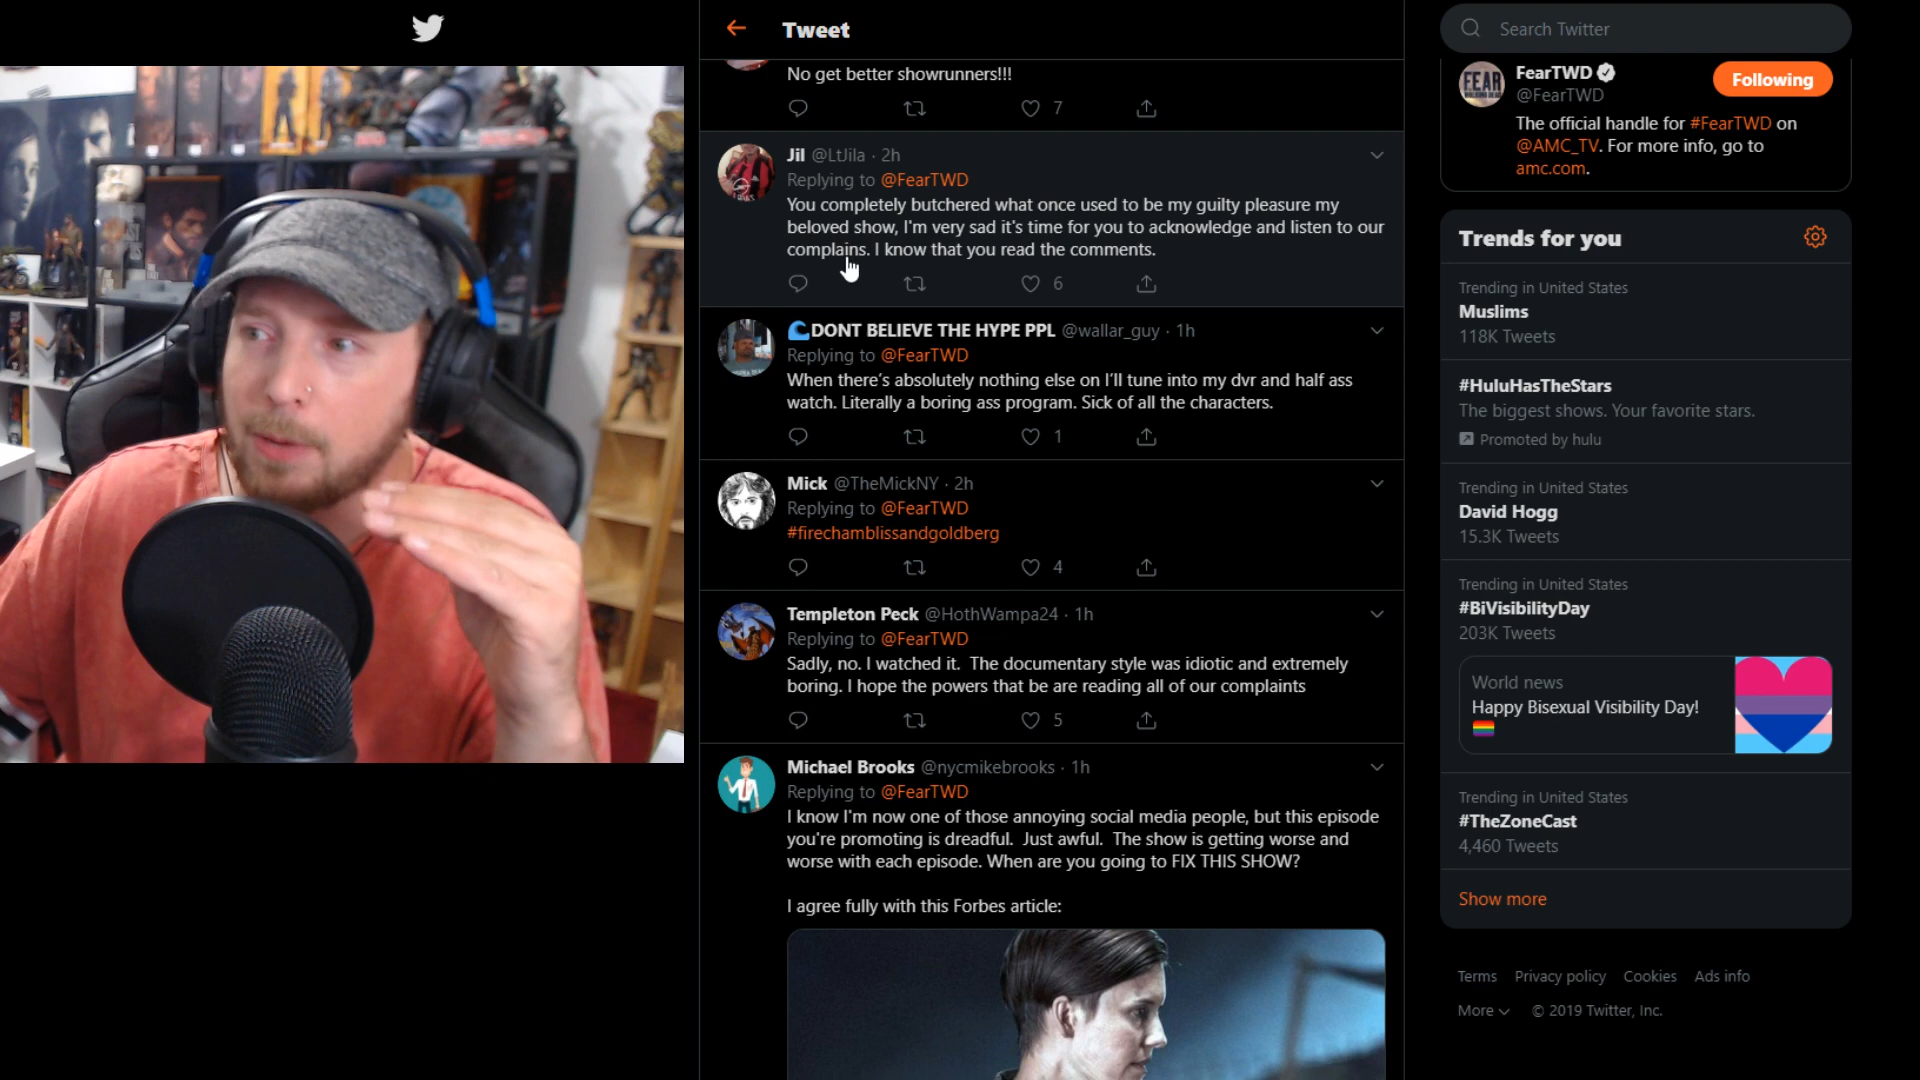 Tweet
No get better showrunners!!!
7
Jil @LtJila · 2h
Replying to @FearTWD
You completely butchered what once used to be my guilty pleasure my
beloved show, I'm very sad it's time for you to acknowledge and listen to our
complains. I know that you read the comments.
6
🌊DONT BELIEVE THE HYPE PPL @wallar_guy · 1h
Replying to @FearTWD
When there's absolutely nothing else on I'll tune into my dvr and half ass
watch. Literally a boring ass program. Sick of all the characters.
1
Mick @TheMickNY · 2h
Replying to @FearTWD
#firechamblissandgoldberg
4
Templeton Peck @HothWampa24 · 1h
Replying to @FearTWD
Sadly, no. I watched it.  The documentary style was idiotic and extremely
boring. I hope the powers that be are reading all of our complaints
5
Michael Brooks @nycmikebrooks · 1h
Replying to @FearTWD
I know I'm now one of those annoying social media people, but this episode
you're promoting is dreadful.  Just awful.  The show is getting worse and
worse with each episode. When are you going to FIX THIS SHOW?
I agree fully with this Forbes article:
Search Twitter
FEAR
FearTWD
@FearTWD
Following
The official handle for #FearTWD on
@AMC_TV. For more info, go to
amc.com.
Trends for you
Trending in United States
Muslims
118K Tweets
#HuluHasTheStars
The biggest shows. Your favorite stars.
Promoted by hulu
Trending in United States
David Hogg
15.3K Tweets
Trending in United States
#BiVisibilityDay
203K Tweets
World news
Happy Bisexual Visibility Day!
🏳️‍🌈
Trending in United States
#TheZoneCast
4,460 Tweets
Show more
Terms Privacy policy Cookies Ads info
More © 2019 Twitter, Inc.